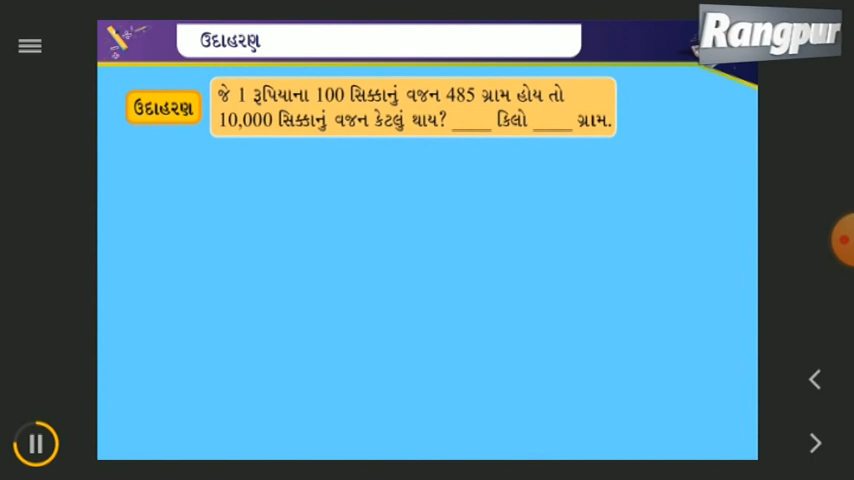 ઉદાહરણ
Rangpur
ઉદાહરણ
જે 1 રૂપિયાના 100 સિક્કાનું વજન 485 ગ્રામ હોય તો
10,000 સિક્કાનું વજન કેટલું થાય? ____ કિલો ____ ગ્રામ.